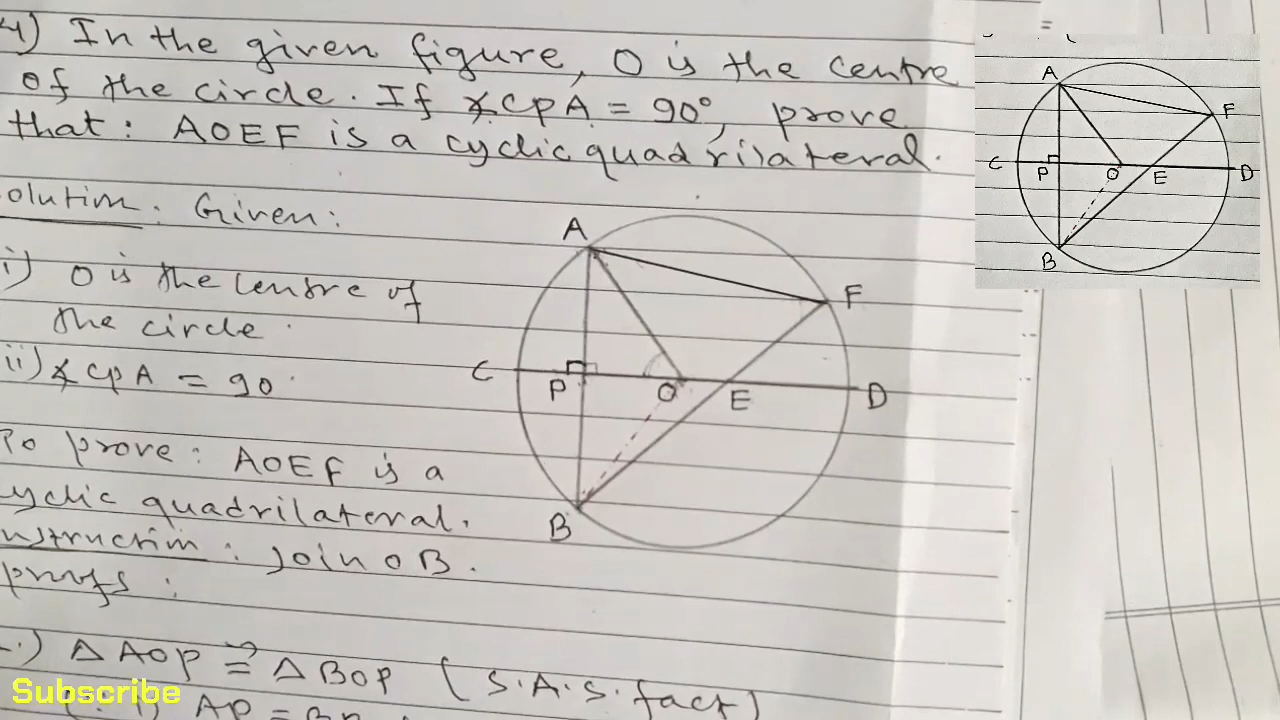 4) In the given figure, O is the centre
of the circle. If ∡CPA = 90°, prove
that: AOEF is a cyclic quadrilateral.
olution: Given:
i) O is the centre of
the circle.
ii) ∡CPA = 90°
To prove: AOEF is a
cyclic quadrilateral.
nstruction: Join OB.
proofs:
A
F
C
P
O
E
D
B
A
F
C
P
O
E
D
B
.) △AOP ≅ △BOP (S.A.S. fact)
Subscribe